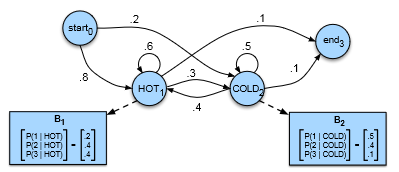 .2
.1
start0
.6
.5
end3
.8
.3
.1
HOT1
COLD2
.4
B1
P(1 | HOT) .2
P(2 | HOT) = .4
P(3 | HOT) .4
B2
P(1 | COLD) .5
P(2 | COLD) = .4
P(3 | COLD) .1